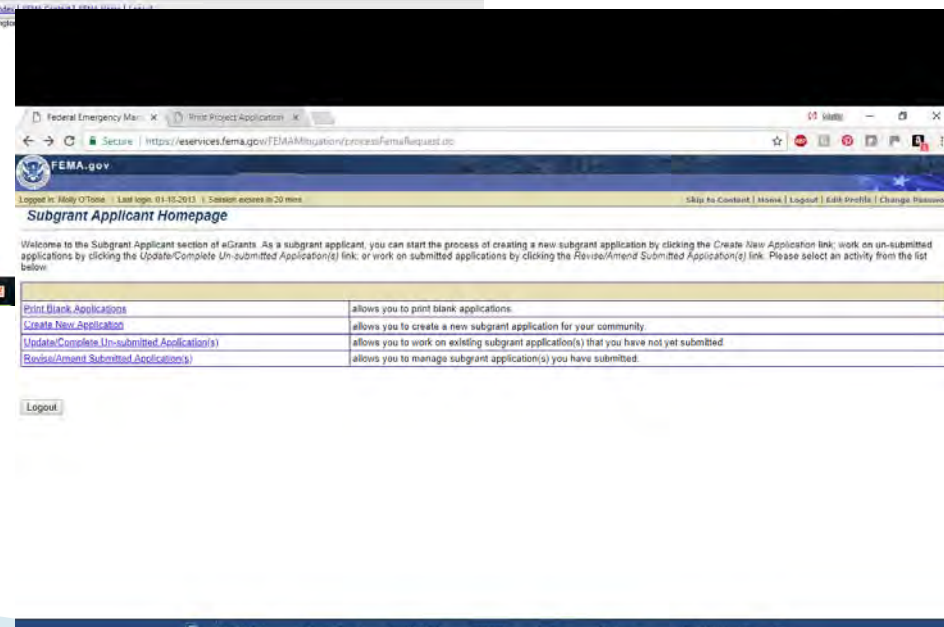 Federal Emergency Man
Print Project Application
Secure | https://eservices.fema.gov/FEMAMitigation/processFemaRequest.do
FEMA.gov
Logged in: Molly O'Toole | Last login: 01-18-2013 | Session expires in 20 mins
Skip to Content | Home | Logout | Edit Profile | Change Passwo
Subgrant Applicant Homepage
Welcome to the Subgrant Applicant section of eGrants. As a subgrant applicant, you can start the process of creating a new subgrant application by clicking the Create New Application link; work on un-submitted
applications by clicking the Update/Complete Un-submitted Application(s) link; or work on submitted applications by clicking the Revise/Amend Submitted Application(s) link. Please select an activity from the list
below.
Print Blank Applications allows you to print blank applications.
Create New Application allows you to create a new subgrant application for your community.
Update/Complete Un-submitted Application(s) allows you to work on existing subgrant application(s) that you have not yet submitted.
Revise/Amend Submitted Application(s) allows you to manage subgrant application(s) you have submitted.
Logout